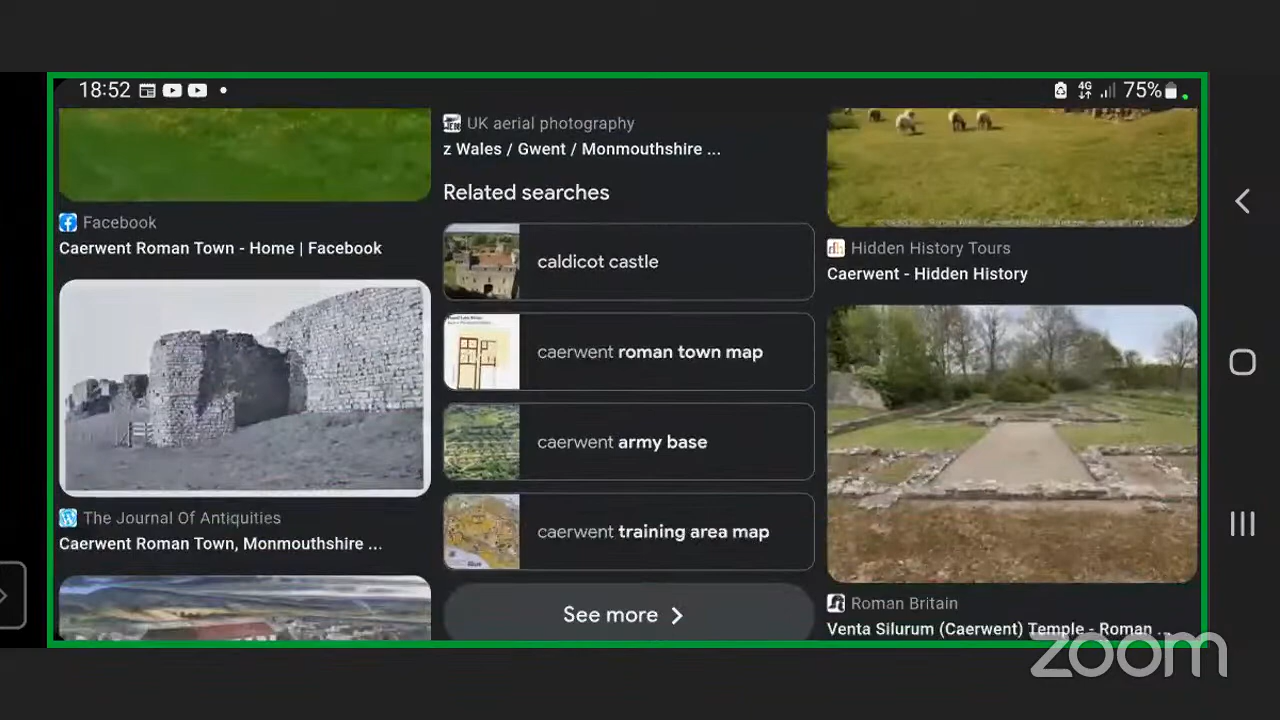 18:52
4G
75%
Facebook
Caerwent Roman Town - Home | Facebook
The Journal Of Antiquities
Caerwent Roman Town, Monmouthshire ...
UK aerial photography
z Wales / Gwent / Monmouthshire ...
Related searches
caldicot castle
caerwent roman town map
caerwent army base
caerwent training area map
See more
Hidden History Tours
Caerwent - Hidden History
Roman Britain
Venta Silurum (Caerwent) Temple - Roman ...
zoom